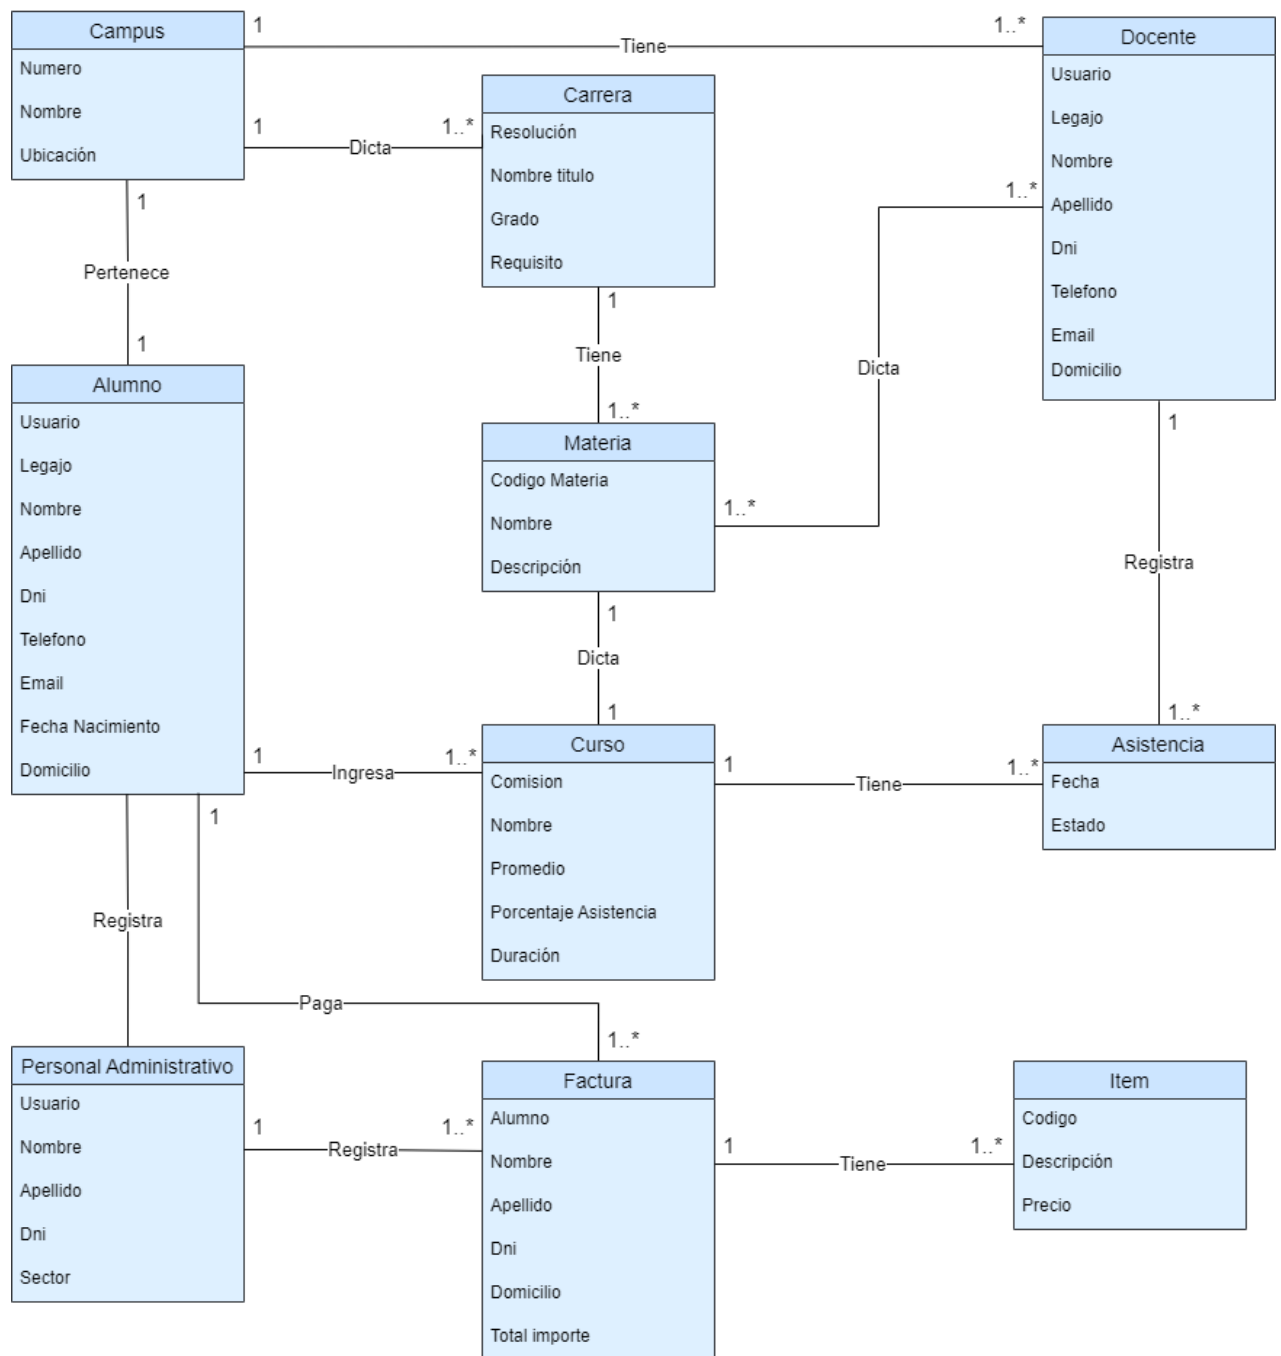 Campus
Numero
Nombre
Ubicación
1
Tiene
1..*
Docente
Usuario
Legajo
Nombre
Apellido
Dni
Telefono
Email
Domicilio
1
Dicta
1..*
Carrera
Resolución
Nombre titulo
Grado
Requisito
1
Pertenece
1
1
Tiene
1..*
1..*
Dicta
1..*
Alumno
Usuario
Legajo
Nombre
Apellido
Dni
Telefono
Email
Fecha Nacimiento
Domicilio
Materia
Codigo Materia
Nombre
Descripción
1
Dicta
1
1
Registra
1..*
1
Ingresa
1..*
Curso
Comision
Nombre
Promedio
Porcentaje Asistencia
Duración
1
Tiene
1..*
Asistencia
Fecha
Estado
1
Registra
Paga
1..*
Personal Administrativo
Usuario
Nombre
Apellido
Dni
Sector
1
Registra
1..*
Factura
Alumno
Nombre
Apellido
Dni
Domicilio
Total importe
1
Tiene
1..*
Item
Codigo
Descripción
Precio